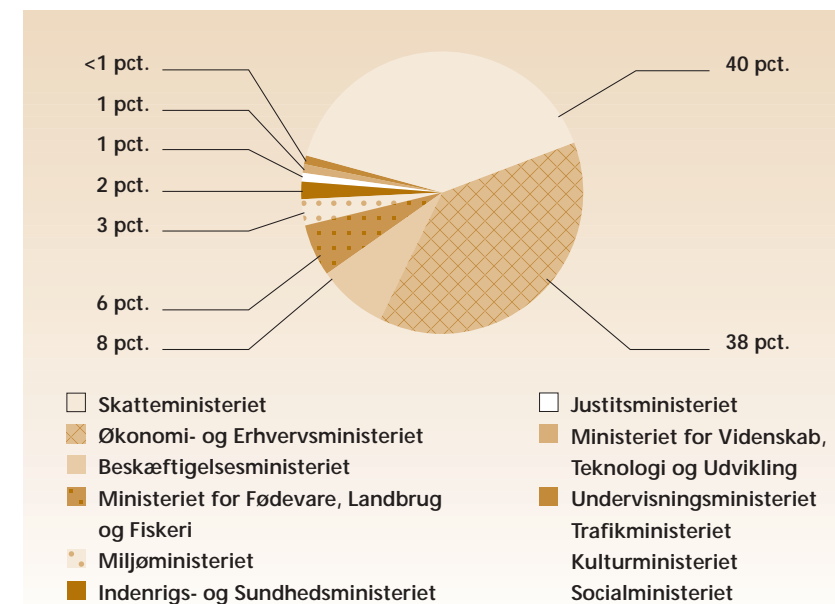 <1 pct.
1 pct.
1 pct.
2 pct.
3 pct.
6 pct.
8 pct.
40 pct.
38 pct.
Skatteministeriet
Økonomi- og Erhvervsministeriet
Beskæftigelsesministeriet
Ministeriet for Fødevare, Landbrug
og Fiskeri
Miljøministeriet
Indenrigs- og Sundhedsministeriet
Justitsministeriet
Ministeriet for Videnskab,
Teknologi og Udvikling
Undervisningsministeriet
Trafikministeriet
Kulturministeriet
Socialministeriet